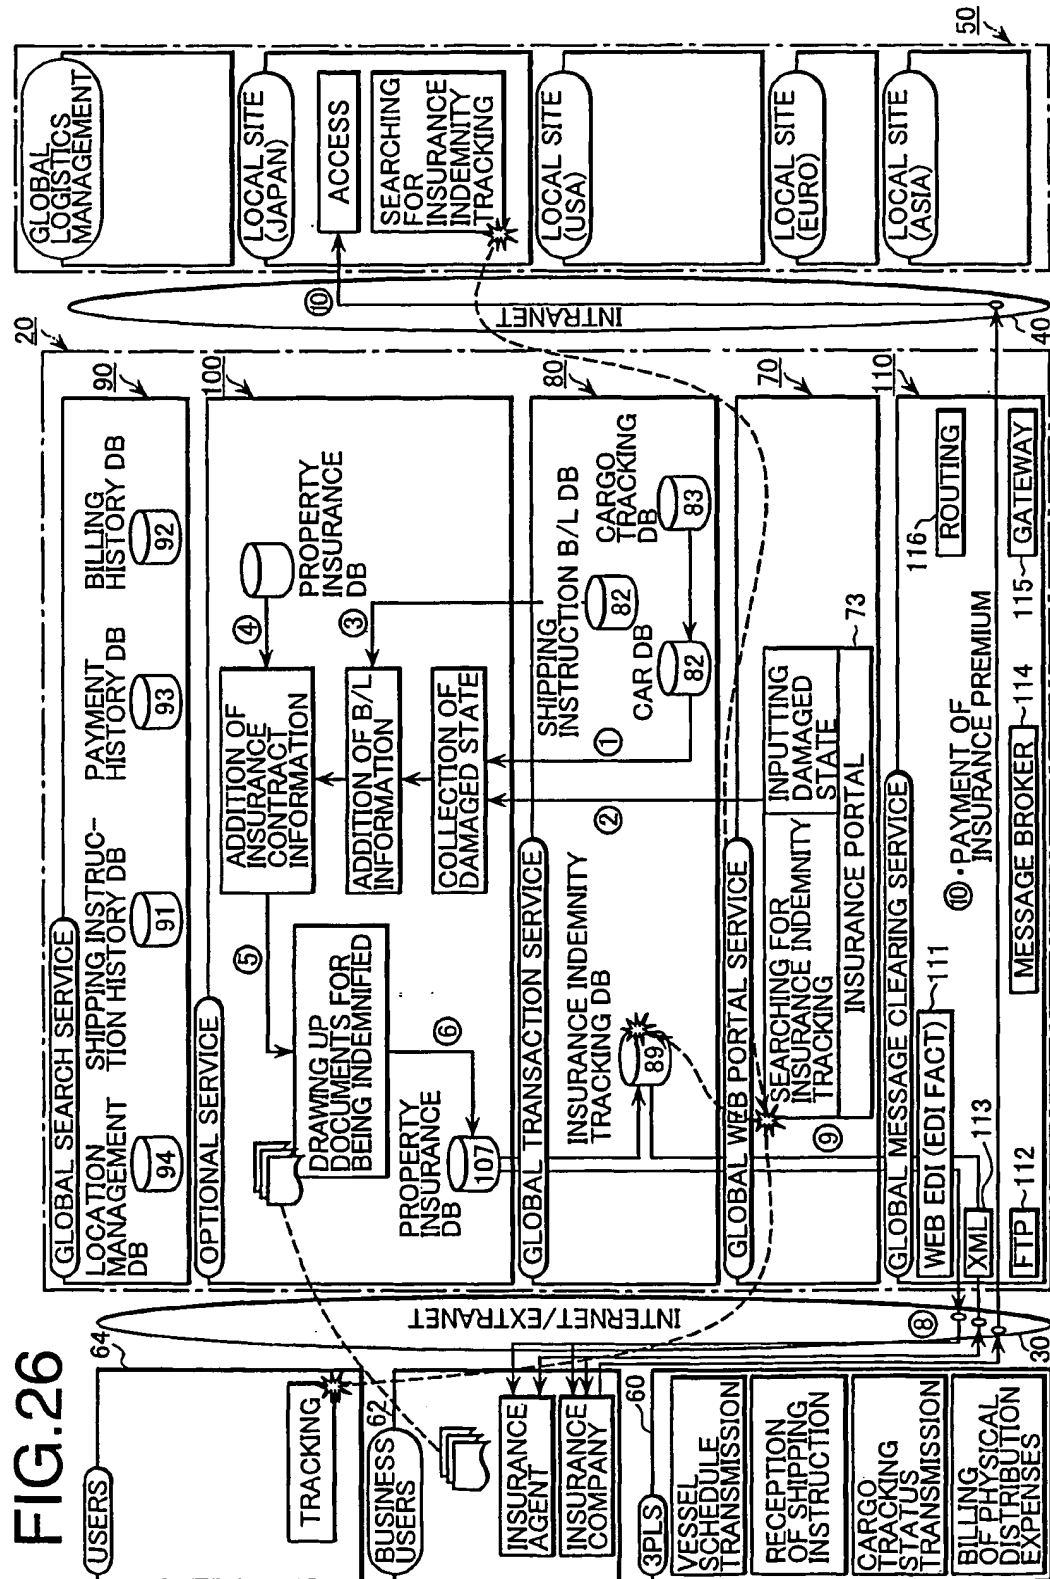 FIG.26
USERS
64
TRACKING
BUSINESS
USERS
62
INSURANCE
AGENT
INSURANCE
COMPANY
3PLS
60
VESSEL
SCHEDULE
TRANSMISSION
RECEPTION
OF SHIPPING
INSTRUCTION
CARGO
TRACKING
STATUS
TRANSMISSION
BILLING
OF PHYSICAL
DISTRIBUTION
EXPENSES
INTERNET/EXTRANET
⑧
30
20
GLOBAL SEARCH SERVICE
90
LOCATION
MANAGEMENT
DB
94
SHIPPING INSTRUC-
TION HISTORY DB
91
PAYMENT
HISTORY DB
93
BILLING
HISTORY DB
92
OPTIONAL SERVICE
100
DRAWING UP
DOCUMENTS FOR
BEING INDEMNIFIED
⑤
⑥
PROPERTY
INSURANCE
DB
107
ADDITION OF
INSURANCE
CONTRACT
INFORMATION
ADDITION OF B/L
INFORMATION
COLLECTION OF
DAMAGED STATE
④
③
PROPERTY
INSURANCE
DB
GLOBAL TRANSACTION SERVICE
80
INSURANCE INDEMNITY
TRACKING DB
89
②
①
SHIPPING
INSTRUCTION B/L DB
82
CAR DB
82
CARGO
TRACKING
DB
83
GLOBAL WEB PORTAL SERVICE
70
78
SEARCHING FOR
INSURANCE INDEMNITY
TRACKING
INPUTTING
DAMAGED
STATE
INSURANCE PORTAL
73
⑨
GLOBAL MESSAGE CLEARING SERVICE
110
WEB EDI (EDI FACT)
111
XML
113
FTP
112
⑩・PAYMENT OF
INSURANCE PREMIUM
MESSAGE BROKER
114
116
ROUTING
115
GATEWAY
INTRANET
⑩
40
GLOBAL
LOGISTICS
MANAGEMENT
LOCAL SITE
(JAPAN)
ACCESS
SEARCHING
FOR
INSURANCE
INDEMNITY
TRACKING
LOCAL SITE
(USA)
LOCAL SITE
(EURO)
LOCAL SITE
(ASIA)
50